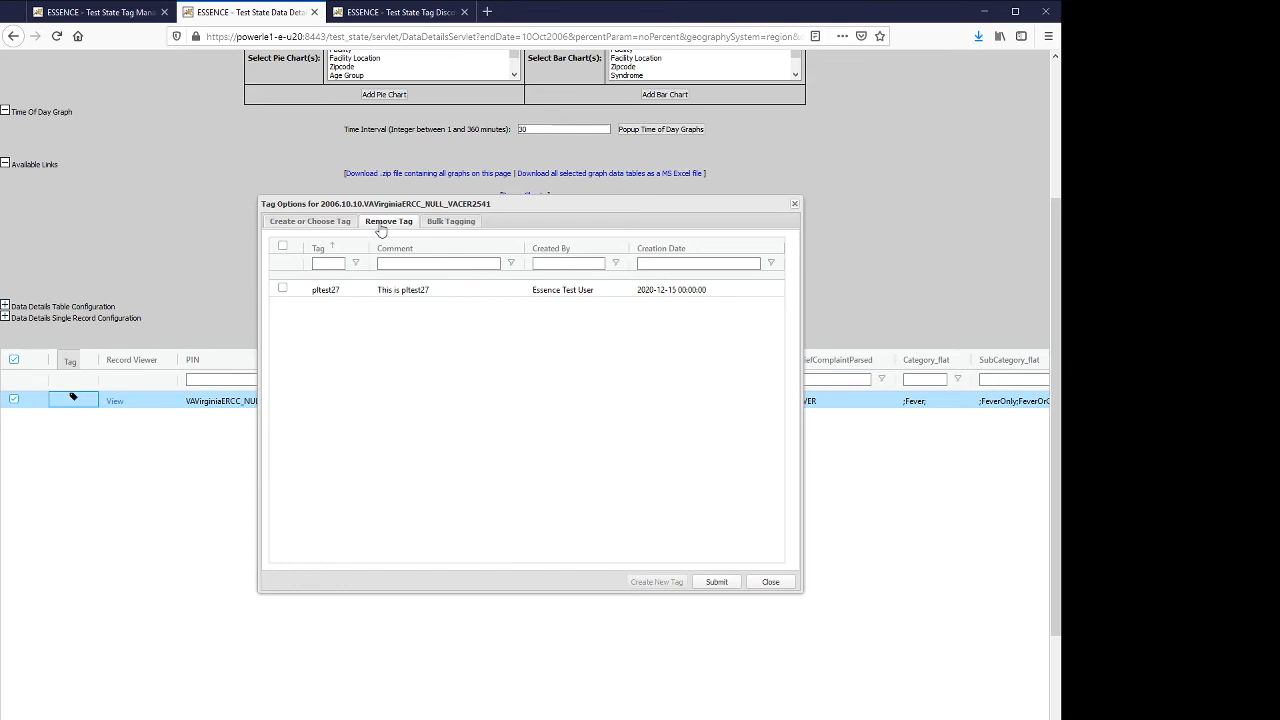 ESSENCE - Test State Tag Mana
ESSENCE - Test State Data Detai
ESSENCE - Test State Tag Discov
https://powerle1-e-u20:8443/test_state/servlet/DataDetailsServlet?endDate=10Oct2006&percentParam=noPercent&geographySystem=region&
Select Pie Chart(s):
Facility Location
Zipcode
Age Group
Select Bar Chart(s):
Facility Location
Zipcode
Syndrome
Add Pie Chart
Add Bar Chart
Time Of Day Graph
Time Interval (Integer between 1 and 360 minutes):
30
Popup Time of Day Graphs
Available Links
[Download .zip file containing all graphs on this page | Download all selected graph data tables as a MS Excel file ]
Tag Options for 2006.10.10.VAVirginiaERCC_NULL_VACER2541
Create or Choose Tag
Remove Tag
Bulk Tagging
Tag
Comment
Created By
Creation Date
pltest27
This is pltest27
Essence Test User
2020-12-15 00:00:00
Create New Tag
Submit
Close
Data Details Table Configuration
Data Details Single Record Configuration
Tag
Record Viewer
PIN
iefComplaintParsed
Category_flat
SubCategory_flat
View
VAVirginiaERCC_NUL
VER
;Fever;
;FeverOnly;FeverOrC